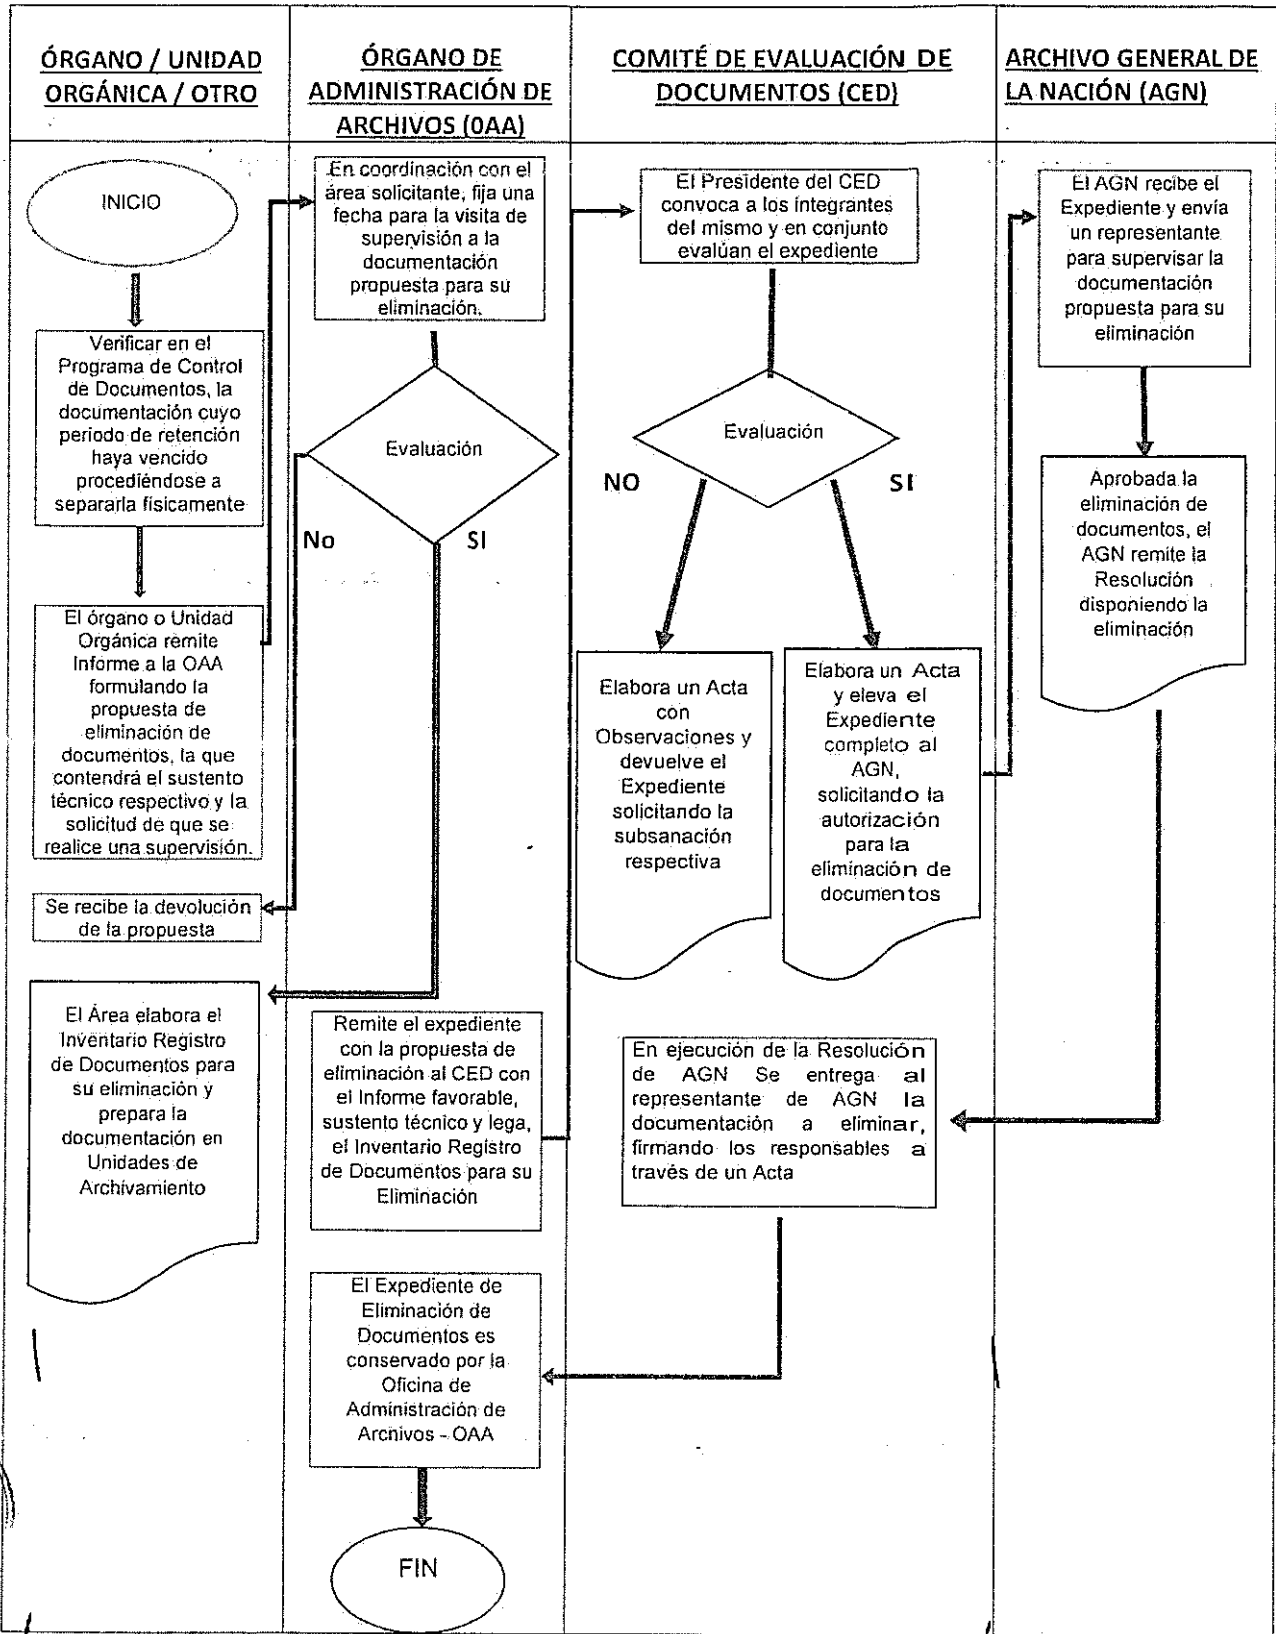 ÓRGANO / UNIDAD
ORGÁNICA / OTRO
ÓRGANO DE
ADMINISTRACIÓN DE
ARCHIVOS (0AA)
COMITÉ DE EVALUACIÓN DE
DOCUMENTOS (CED)
ARCHIVO GENERAL DE
LA NACIÓN (AGN)
INICIO
Verificar en el
Programa de Control
de Documentos, la
documentación cuyo
periodo de retención
haya vencido
procediéndose a
separarla físicamente
El órgano o Unidad
Orgánica remite
Informe a la OAA
formulando la
propuesta de
eliminación de
documentos, la que
contendrá el sustento
técnico respectivo y la
solicitud de que se
realice una supervisión.
Se recibe la devolución
de la propuesta
El Área elabora el
Inventario Registro
de Documentos para
su eliminación y
prepara la
documentación en
Unidades de
Archivamiento
En coordinación con el
área solicitante, fija una
fecha para la visita de
supervisión a la
documentación
propuesta para su
eliminación.
Evaluación
No
SI
Remite el expediente
con la propuesta de
eliminación al CED con
el Informe favorable,
sustento técnico y lega,
el Inventario Registro
de Documentos para su
Eliminación
El Expediente de
Eliminación de
Documentos es
conservado por la
Oficina de
Administración de
Archivos - OAA
FIN
El Presidente del CED
convoca a los integrantes
del mismo y en conjunto
evalúan el expediente
Evaluación
NO
SI
Elabora un Acta
con
Observaciones y
devuelve el
Expediente
solicitando la
subsanación
respectiva
Elabora un Acta
y eleva el
Expediente
completo al
AGN,
solicitando la
autorización
para la
eliminación de
documentos
En ejecución de la Resolución
de AGN Se entrega al
representante de AGN la
documentación a eliminar,
firmando los responsables a
través de un Acta
El AGN recibe el
Expediente y envía
un representante
para supervisar la
documentación
propuesta para su
eliminación
Aprobada la
eliminación de
documentos, el
AGN remite la
Resolución
disponiendo la
eliminación